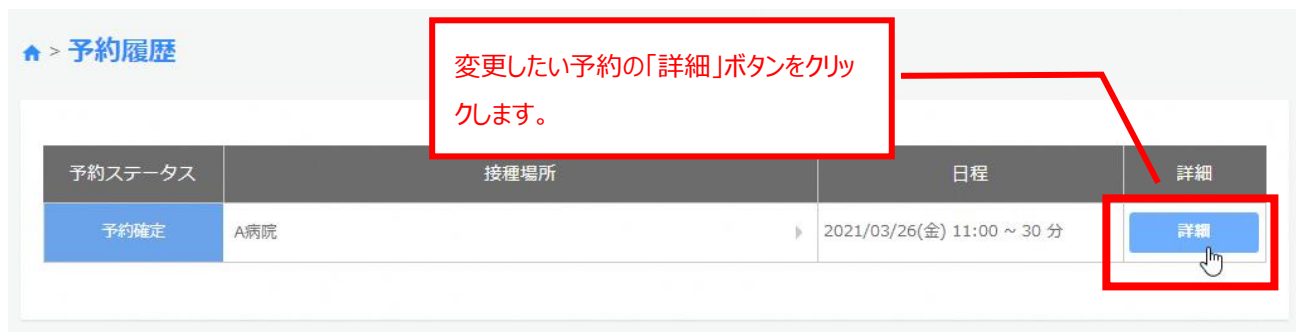 > 予約履歴
変更したい予約の「詳細」ボタンをクリッ
クします。
予約ステータス 接種場所 日程 詳細
予約確定 A病院 2021/03/26(金) 11:00 ~ 30 分 詳細